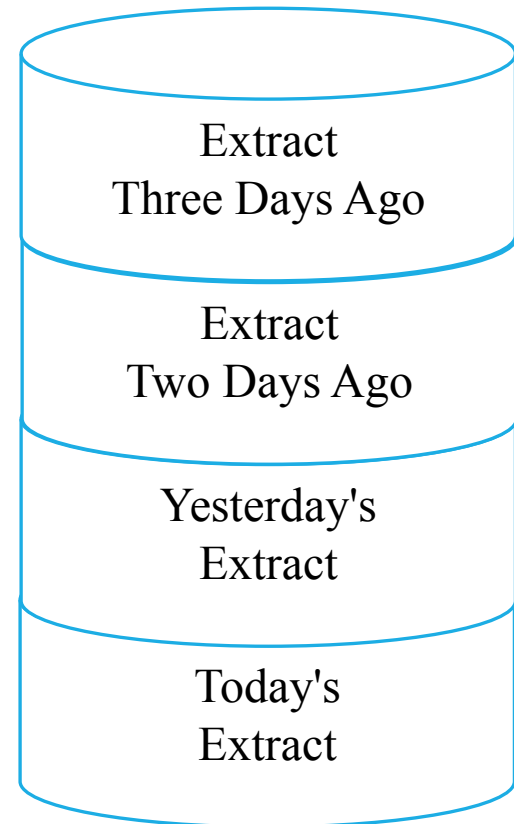 Extract
Three Days Ago
Extract
Two Days Ago
Yesterday's
Extract
Today's
Extract